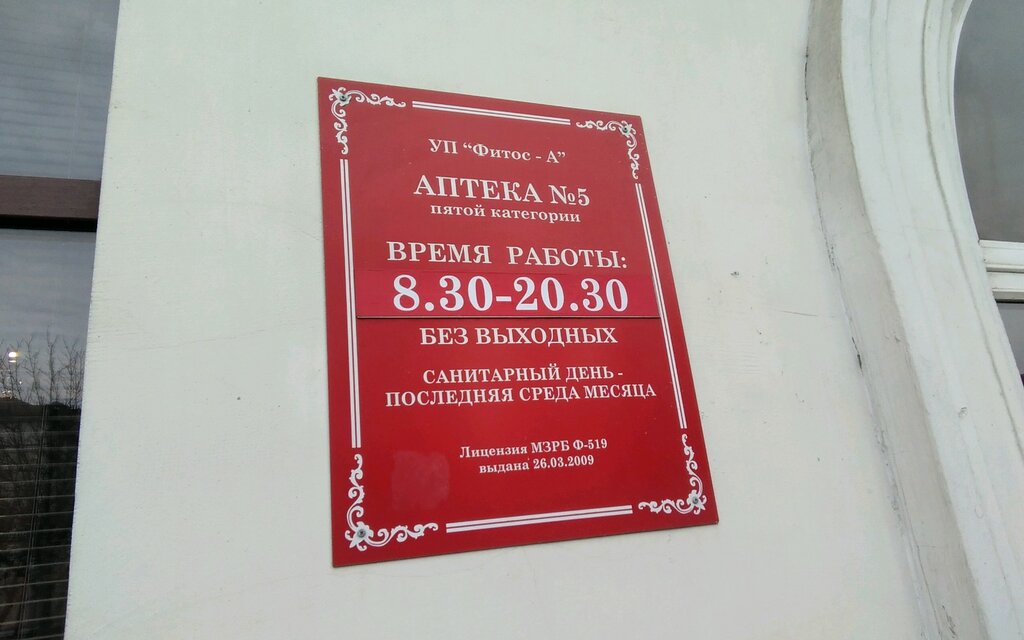 УП “Фитос - А”
АПТЕКА №5
пятой категории
ВРЕМЯ РАБОТЫ:
8.30-20.30
БЕЗ ВЫХОДНЫХ
САНИТАРНЫЙ ДЕНЬ -
ПОСЛЕДНЯЯ СРЕДА МЕСЯЦА
Лицензия МЗРБ Ф-519
выдана 26.03.2009